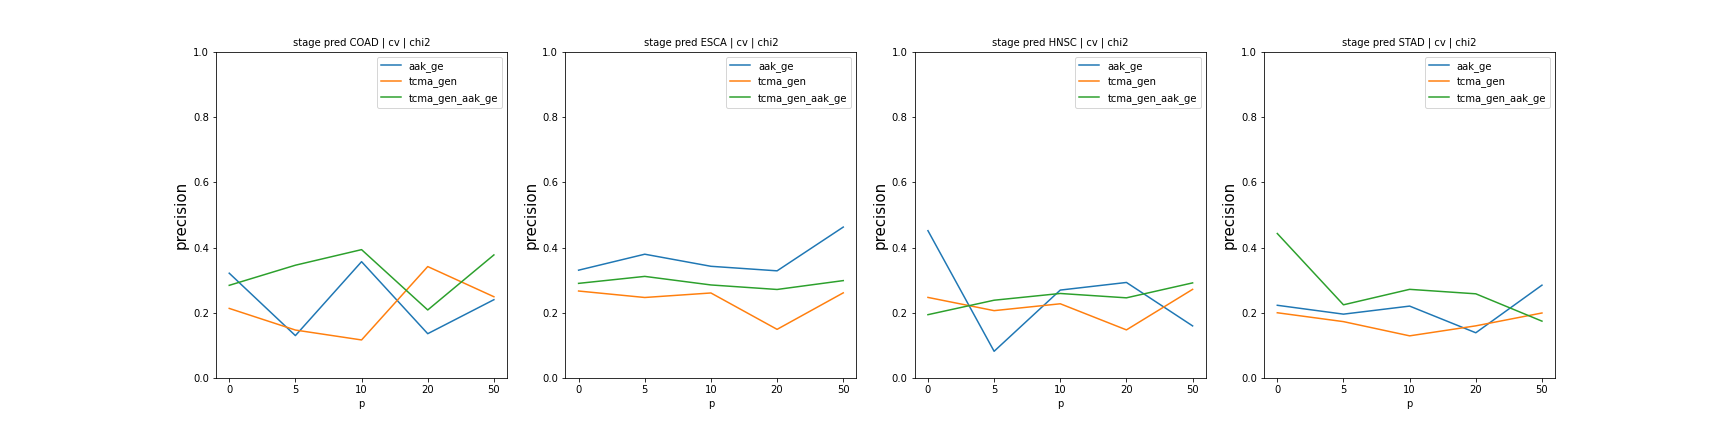 stage pred COAD | cv | chi2
1.0
0.8
0.6
0.4
0.2
0.0
precision
0
5
10
20
50
p
aak_ge
tcma_gen
tcma_gen_aak_ge
stage pred ESCA | cv | chi2
1.0
0.8
0.6
0.4
0.2
0.0
precision
0
5
10
20
50
p
aak_ge
tcma_gen
tcma_gen_aak_ge
stage pred HNSC | cv | chi2
1.0
0.8
0.6
0.4
0.2
0.0
precision
0
5
10
20
50
p
aak_ge
tcma_gen
tcma_gen_aak_ge
stage pred STAD | cv | chi2
1.0
0.8
0.6
0.4
0.2
0.0
precision
0
5
10
20
50
p
aak_ge
tcma_gen
tcma_gen_aak_ge